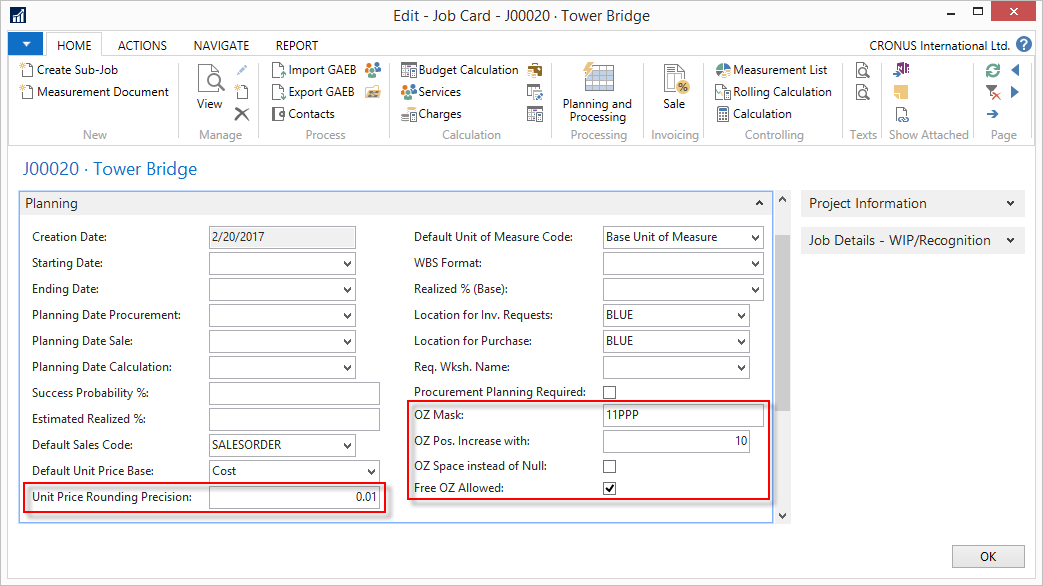 Edit - Job Card - J00020 · Tower Bridge
HOME ACTIONS NAVIGATE REPORT
CRONUS International Ltd. ?
Create Sub-Job
Measurement Document
New
View
Manage
Import GAEB
Export GAEB
Contacts
Process
Budget Calculation
Services
Charges
Calculation
Planning and
Processing
Processing
Sale
Invoicing
Measurement List
Rolling Calculation
Calculation
Controlling
Texts
Show Attached
Page
J00020 · Tower Bridge
Planning
Creation Date: 2/20/2017
Starting Date:
Ending Date:
Planning Date Procurement:
Planning Date Sale:
Planning Date Calculation:
Success Probability %:
Estimated Realized %:
Default Sales Code: SALESORDER
Default Unit Price Base: Cost
Unit Price Rounding Precision: 0.01
Default Unit of Measure Code: Base Unit of Measure
WBS Format:
Realized % (Base):
Location for Inv. Requests: BLUE
Location for Purchase: BLUE
Req. Wksh. Name:
Procurement Planning Required:
OZ Mask: 11PPP
OZ Pos. Increase with: 10
OZ Space instead of Null:
Free OZ Allowed:
Project Information
Job Details - WIP/Recognition
OK